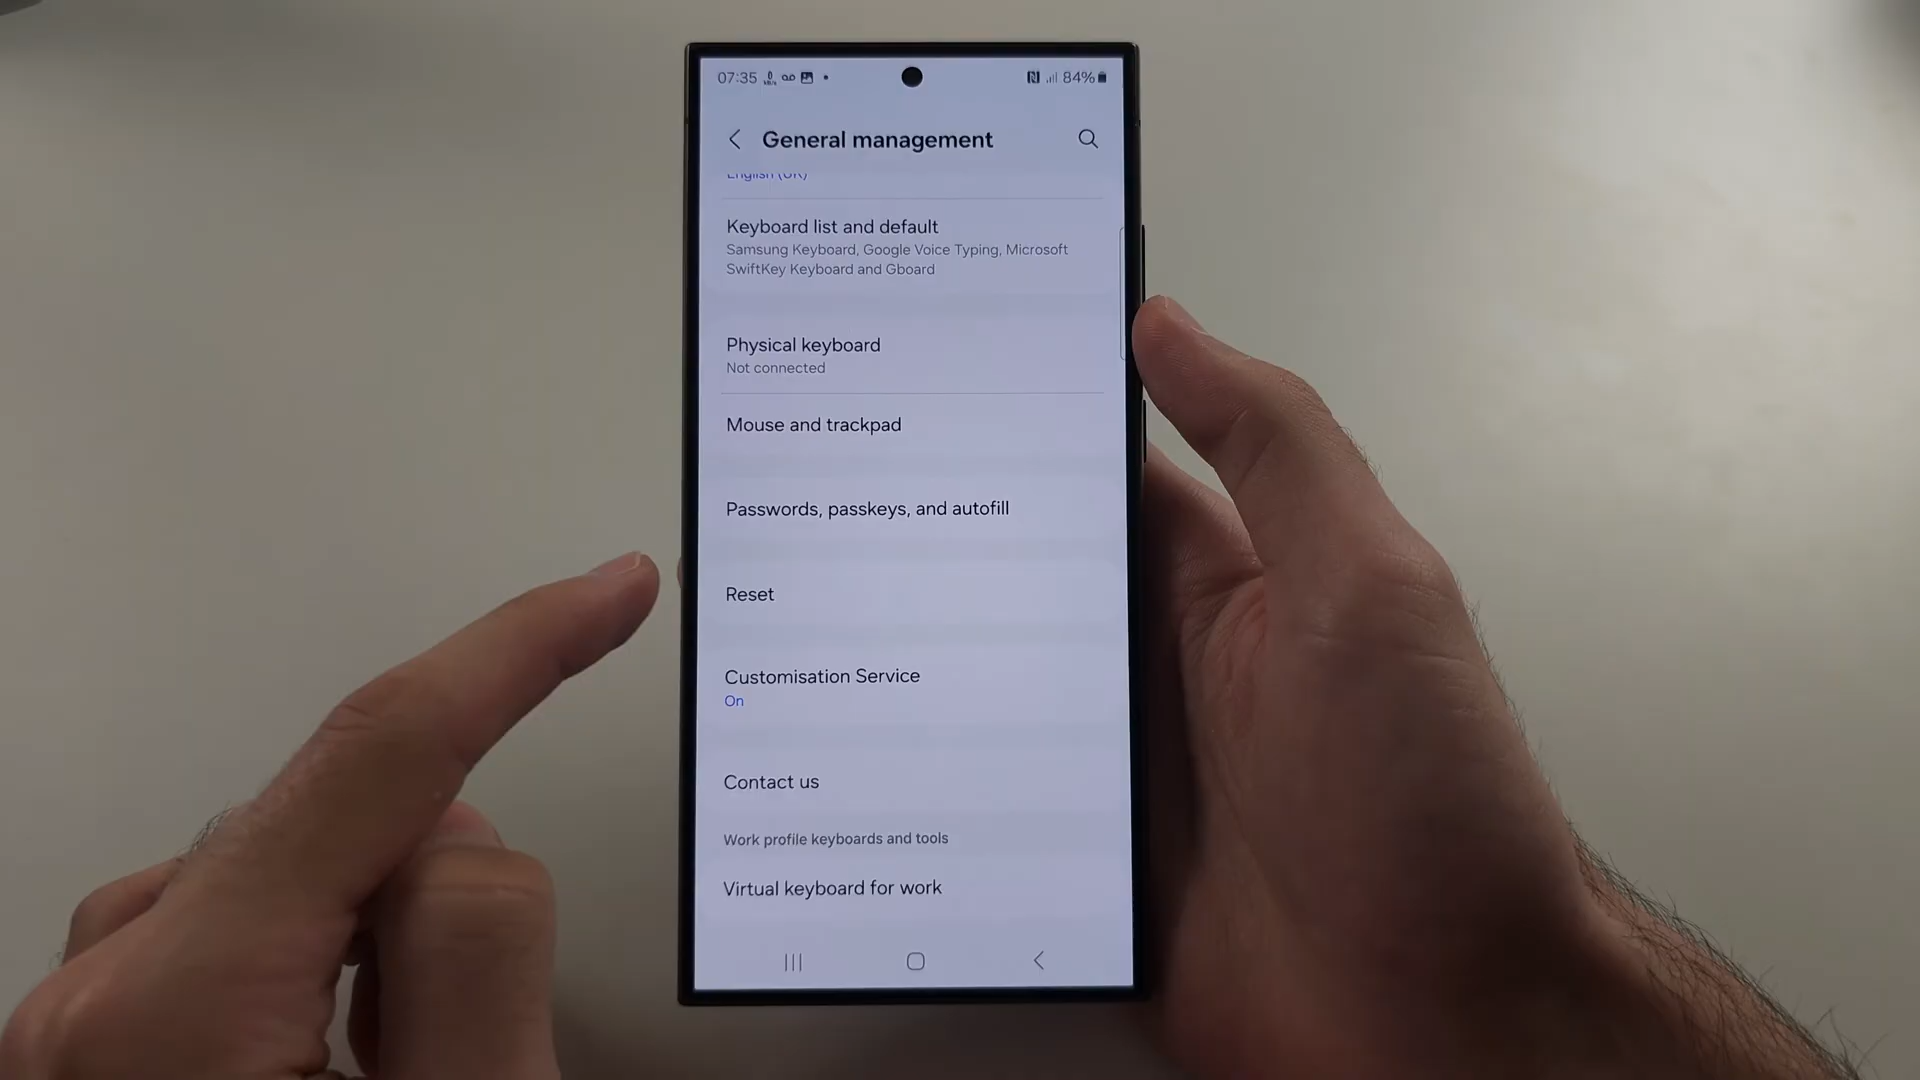 07:35
84%
General management
English (UK)
Keyboard list and default
Samsung Keyboard, Google Voice Typing, Microsoft
SwiftKey Keyboard and Gboard
Physical keyboard
Not connected
Mouse and trackpad
Passwords, passkeys, and autofill
Reset
Customisation Service
On
Contact us
Work profile keyboards and tools
Virtual keyboard for work